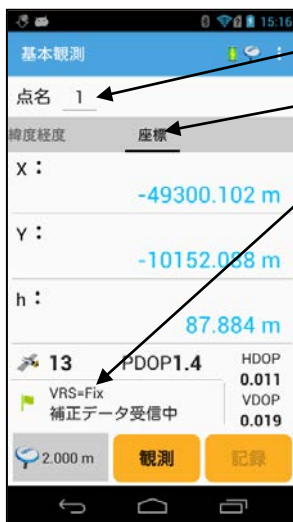 15:16
基本観測
点名 1
緯度経度 座標
X：
-49300.102 m
Y：
-10152.088 m
h：
87.884 m
13 PDOP1.4 HDOP
0.011
VRS=Fix VDOP
補正データ受信中 0.019
2.000 m 観測 記録